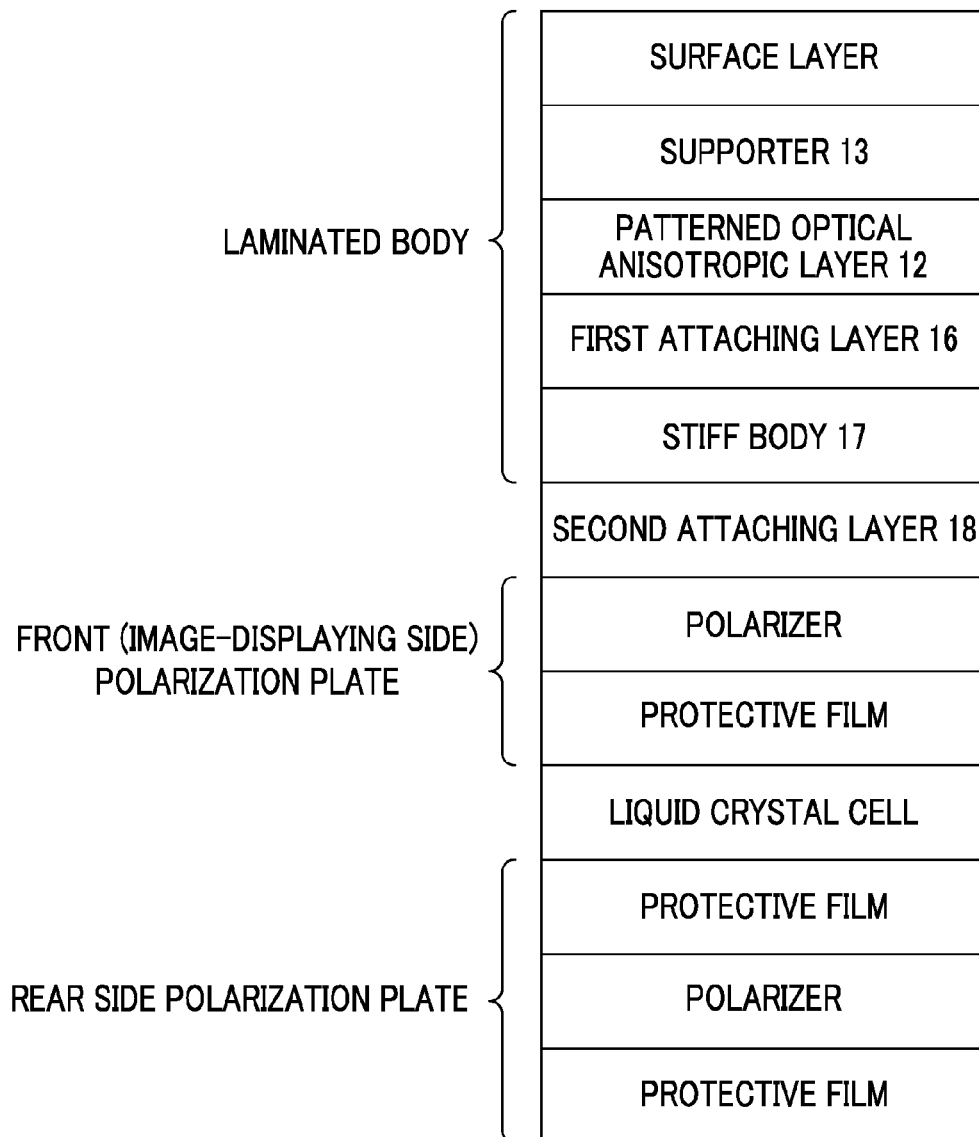 SURFACE LAYER
SUPPORTER 13
LAMINATED BODY
PATTERNED OPTICAL
ANISOTROPIC LAYER 12
FIRST ATTACHING LAYER 16
STIFF BODY 17
SECOND ATTACHING LAYER 18
FRONT (IMAGE-DISPLAYING SIDE)
POLARIZATION PLATE
POLARIZER
PROTECTIVE FILM
LIQUID CRYSTAL CELL
PROTECTIVE FILM
REAR SIDE POLARIZATION PLATE
POLARIZER
PROTECTIVE FILM